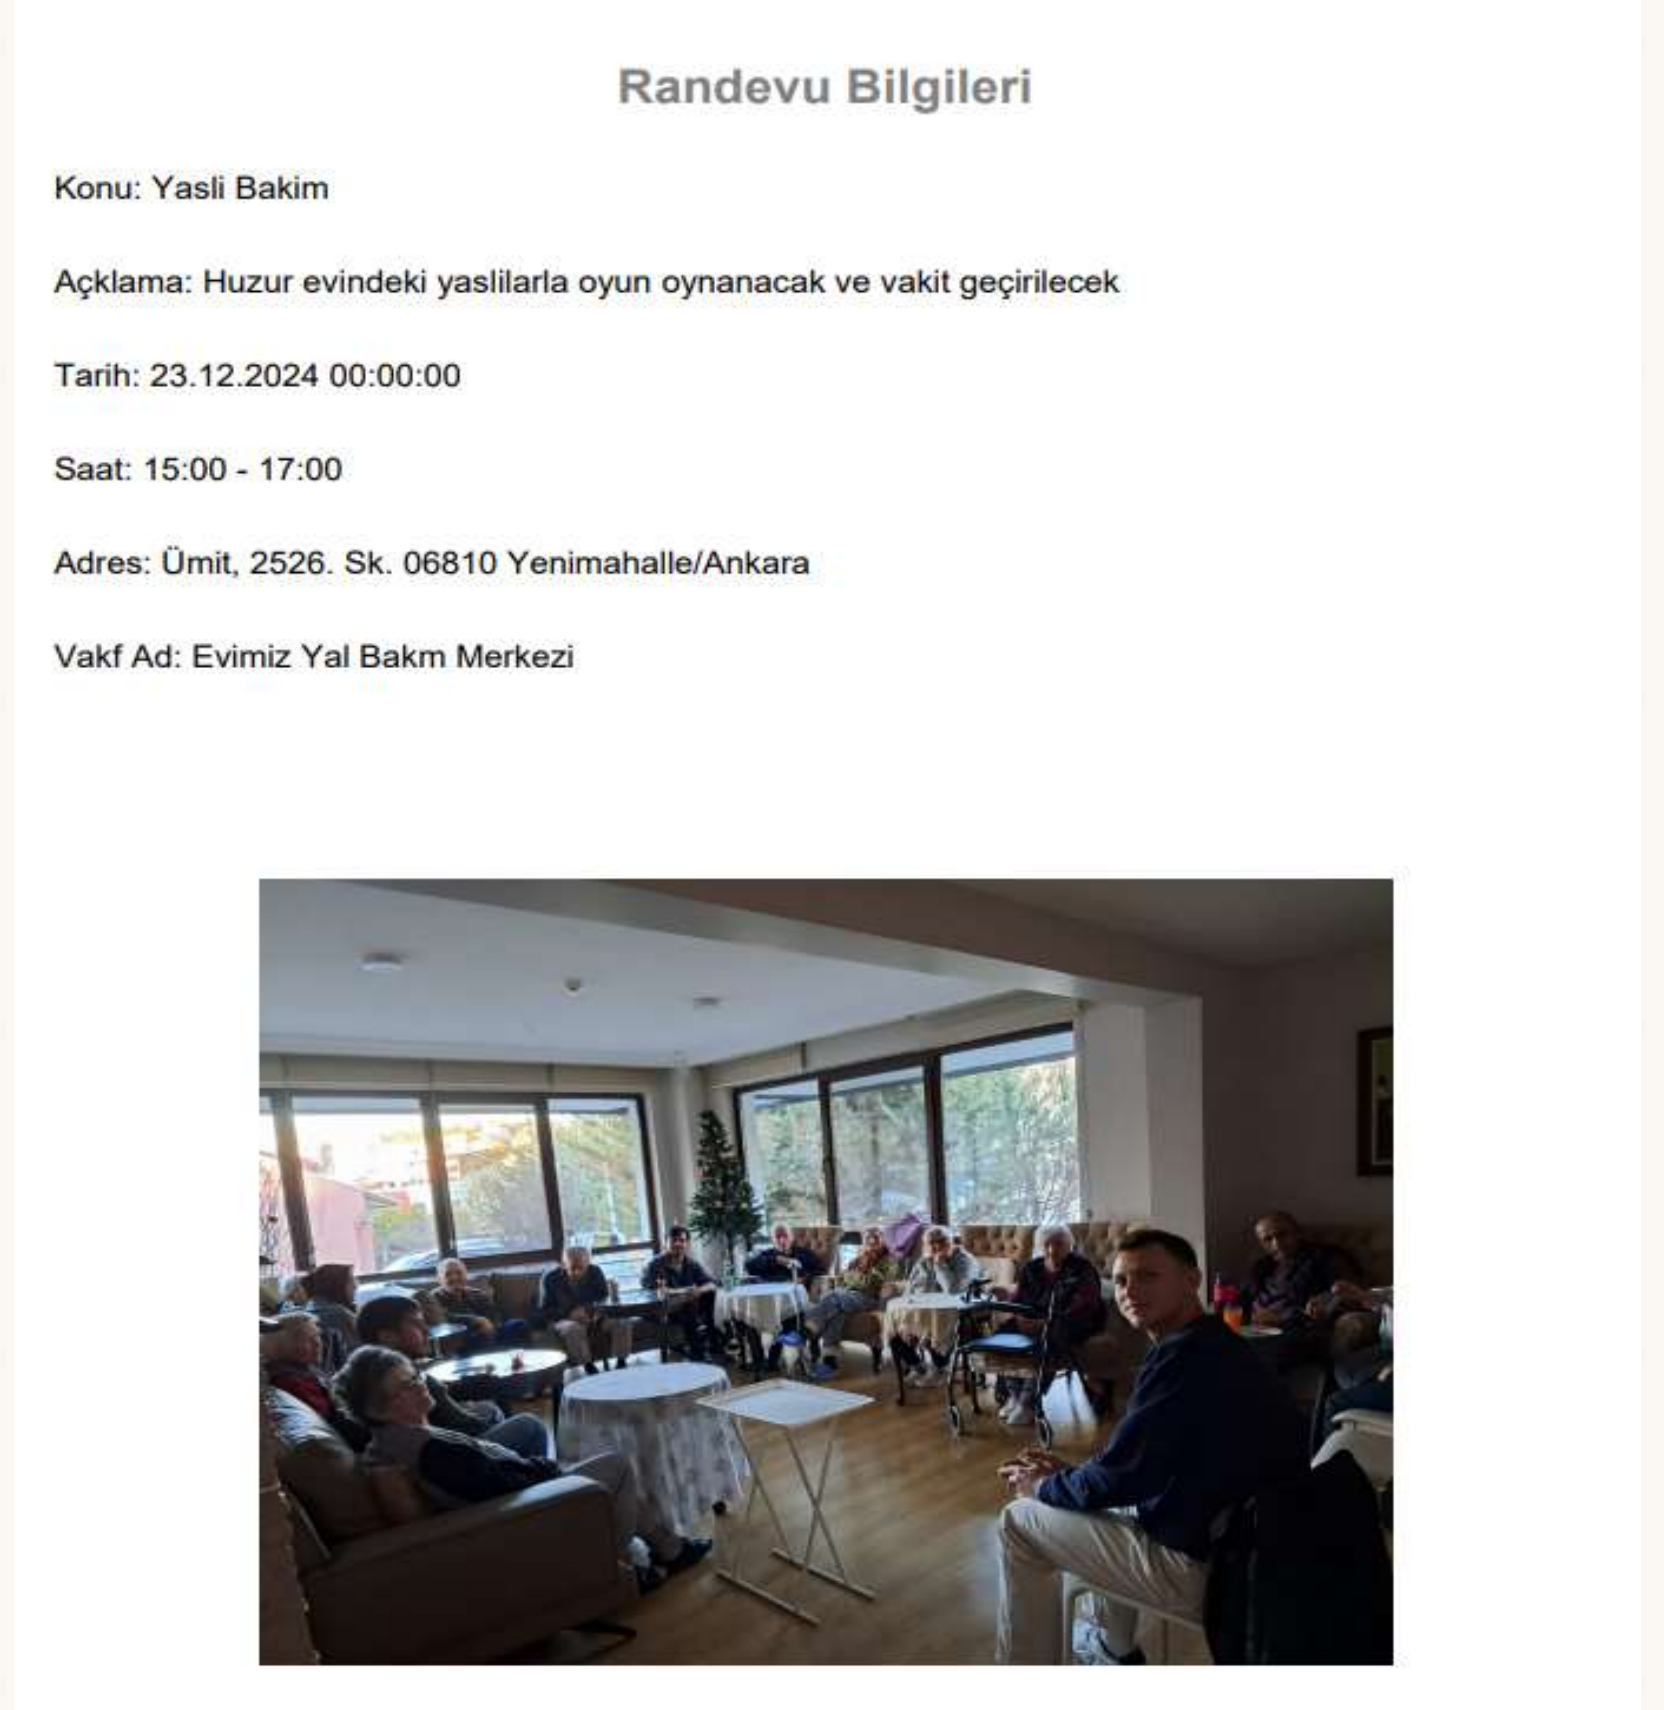 Randevu Bilgileri
Konu: Yasli Bakim
Açklama: Huzur evindeki yaslilarla oyun oynanacak ve vakit geçirilecek
Tarih: 23.12.2024 00:00:00
Saat: 15:00 - 17:00
Adres: Ümit, 2526. Sk. 06810 Yenimahalle/Ankara
Vakf Ad: Evimiz Yal Bakm Merkezi